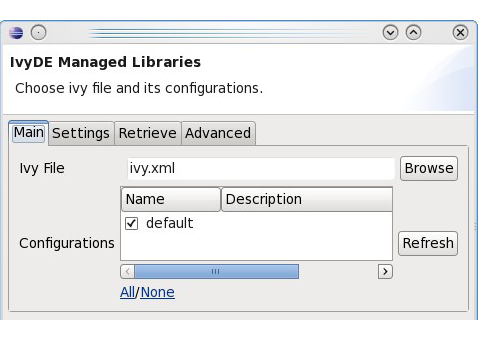 IvyDE Managed Libraries
Choose ivy file and its configurations.
Main Settings Retrieve Advanced
Ivy File ivy.xml Browse
Name Description
default
Configurations Refresh
All/None